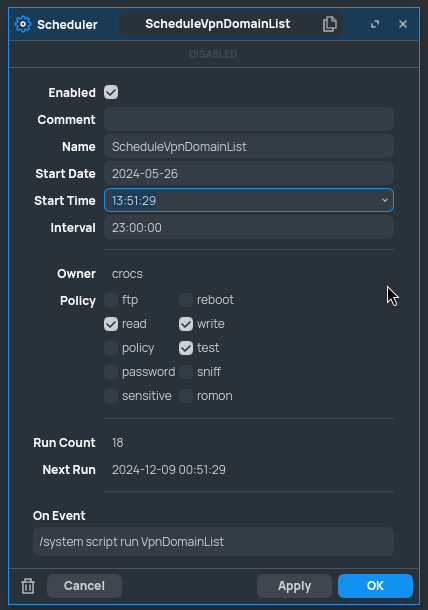 Scheduler ScheduleVpnDomainList
DISABLED
Enabled
Comment
Name ScheduleVpnDomainList
Start Date 2024-05-26
Start Time 13:51:29
Interval 23:00:00
Owner crocs
Policy ftp reboot
read write
policy test
password sniff
sensitive romon
Run Count 18
Next Run 2024-12-09 00:51:29
On Event
/system script run VpnDomainList
Cancel Apply OK